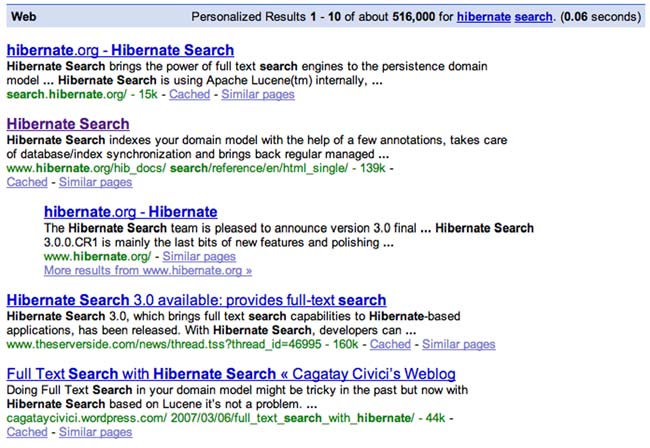 Web Personalized Results 1 - 10 of about 516,000 for hibernate search. (0.06 seconds)
hibernate.org - Hibernate Search
Hibernate Search brings the power of full text search engines to the persistence domain
model ... Hibernate Search is using Apache Lucene(tm) internally, ...
search.hibernate.org/ - 15k - Cached - Similar pages
Hibernate Search
Hibernate Search indexes your domain model with the help of a few annotations, takes care
of database/index synchronization and brings back regular managed ...
www.hibernate.org/hib_docs/ search/reference/en/html_single/ - 139k -
Cached - Similar pages
hibernate.org - Hibernate
The Hibernate Search team is pleased to announce version 3.0 final ... Hibernate Search
3.0.0.CR1 is mainly the last bits of new features and polishing ...
www.hibernate.org/ - Similar pages
More results from www.hibernate.org »
Hibernate Search 3.0 available: provides full-text search
Hibernate Search 3.0, which brings full text search capabilities to Hibernate-based
applications, has been released. With Hibernate Search, developers can ...
www.theserverside.com/news/thread.tss?thread_id=46995 - 160k - Cached - Similar pages
Full Text Search with Hibernate Search « Cagatay Civici's Weblog
Doing Full Text Search in your domain model might be tricky in the past but now with
Hibernate Search based on Lucene it's not a problem. ...
cagataycivici.wordpress.com/ 2007/03/06/full_text_search_with_hibernate/ - 44k -
Cached - Similar pages